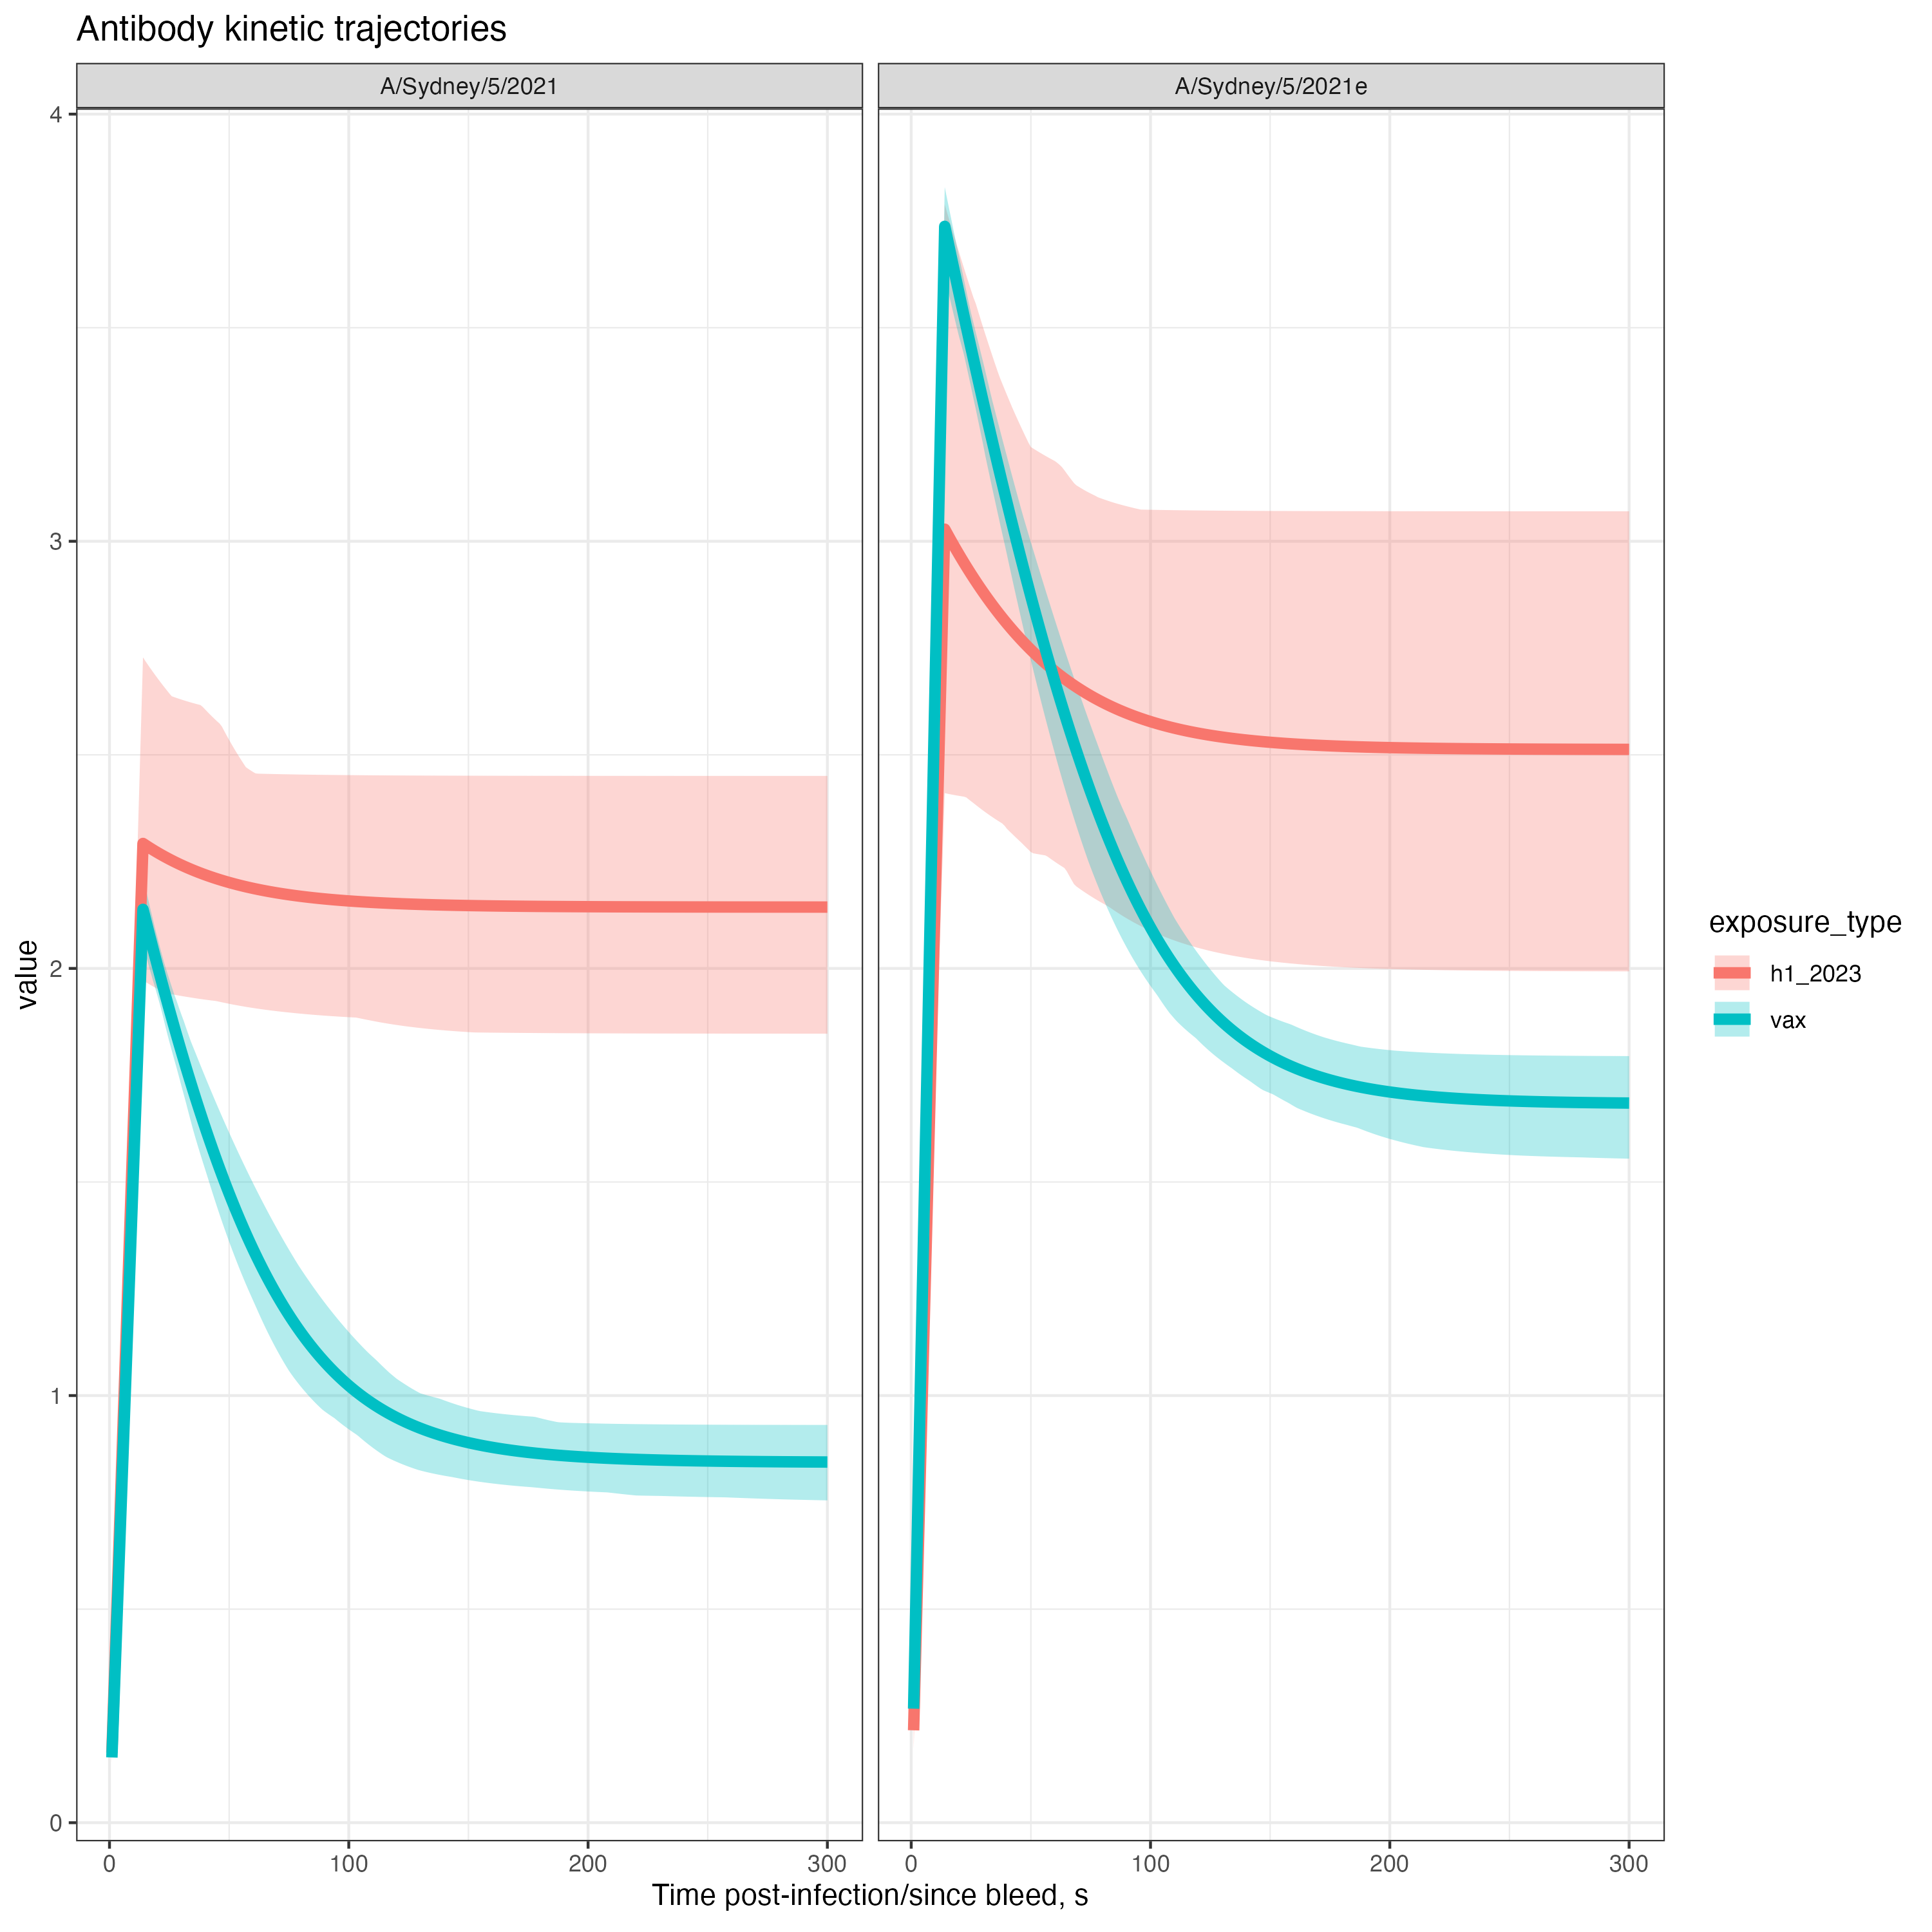 Antibody kinetic trajectories
A/Sydney/5/2021
A/Sydney/5/2021e
4
3
2
1
0
value
0
100
200
300
0
100
200
300
Time post-infection/since bleed, s
exposure_type
h1_2023
vax